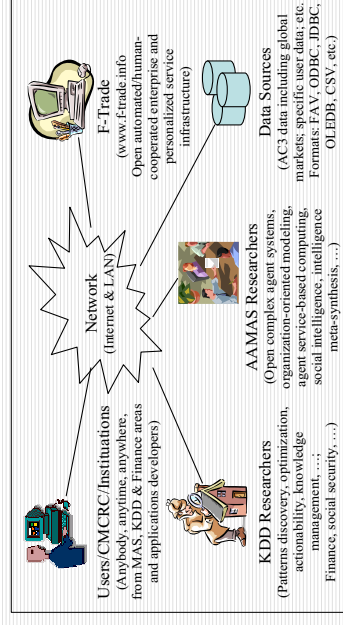 Users/CMCRC/Instituations
(Anybody, anytime, anywhere,
from MAS, KDD & Finance areas
and applications developers)
Network
(Internet & LAN)
F-Trade
(www.f-trade.info
Open automated/human-
cooperated enterprise and
personalized service
infrastructure)
KDD Researchers
(Patterns discovery, optimization,
actionability, knowledge
management, …;
Finance, social security, …)
AAMAS Researchers
(Open complex agent systems,
organization-oriented modeling,
agent service-based computing,
social intelligence, intelligence
meta-synthesis, …)
Data Sources
(AC3 data including global
markets; specific user data; etc.
Formats: FAV, ODBC, JDBC,
OLEDB, CSV, etc.)